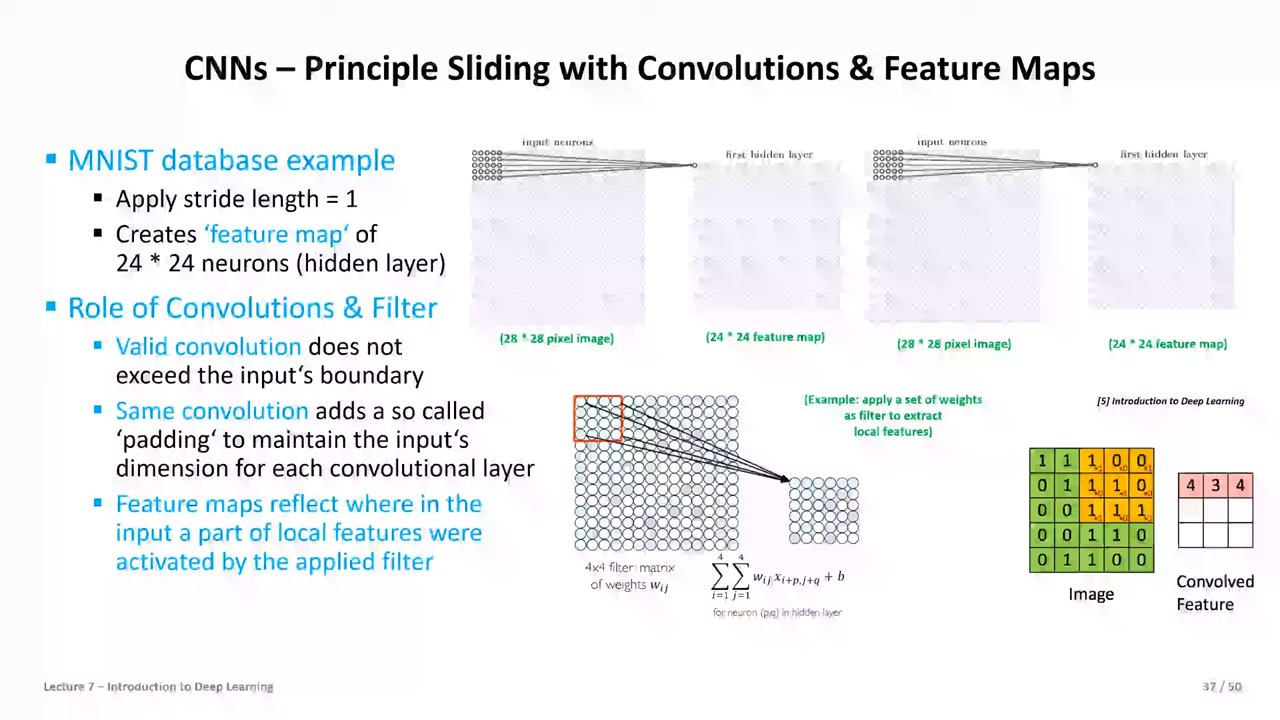 CNNs – Principle Sliding with Convolutions & Feature Maps
MNIST database example
Apply stride length = 1
Creates ‘feature map‘ of
24 * 24 neurons (hidden layer)
Role of Convolutions & Filter
Valid convolution does not
exceed the input‘s boundary
Same convolution adds a so called
‘padding‘ to maintain the input‘s
dimension for each convolutional layer
Feature maps reflect where in the
input a part of local features were
activated by the applied filter
input neurons
first hidden layer
(28 * 28 pixel image)
(24 * 24 feature map)
input neurons
first hidden layer
(28 * 28 pixel image)
(24 * 24 feature map)
(Example: apply a set of weights
as filter to extract
local features)
[5] Introduction to Deep Learning
4x4 filter: matrix
of weights w_ij
∑_{i=1}^{4} ∑_{j=1}^{4} w_ij x_{i+p,j+q} + b
for neuron (p,q) in hidden layer
1 1 1 0 0
0 1 1 1 0
0 0 1 1 1
0 0 1 1 0
0 1 1 0 0
Image
4 3 4
Convolved
Feature
Lecture 7 – Introduction to Deep Learning
37 / 50